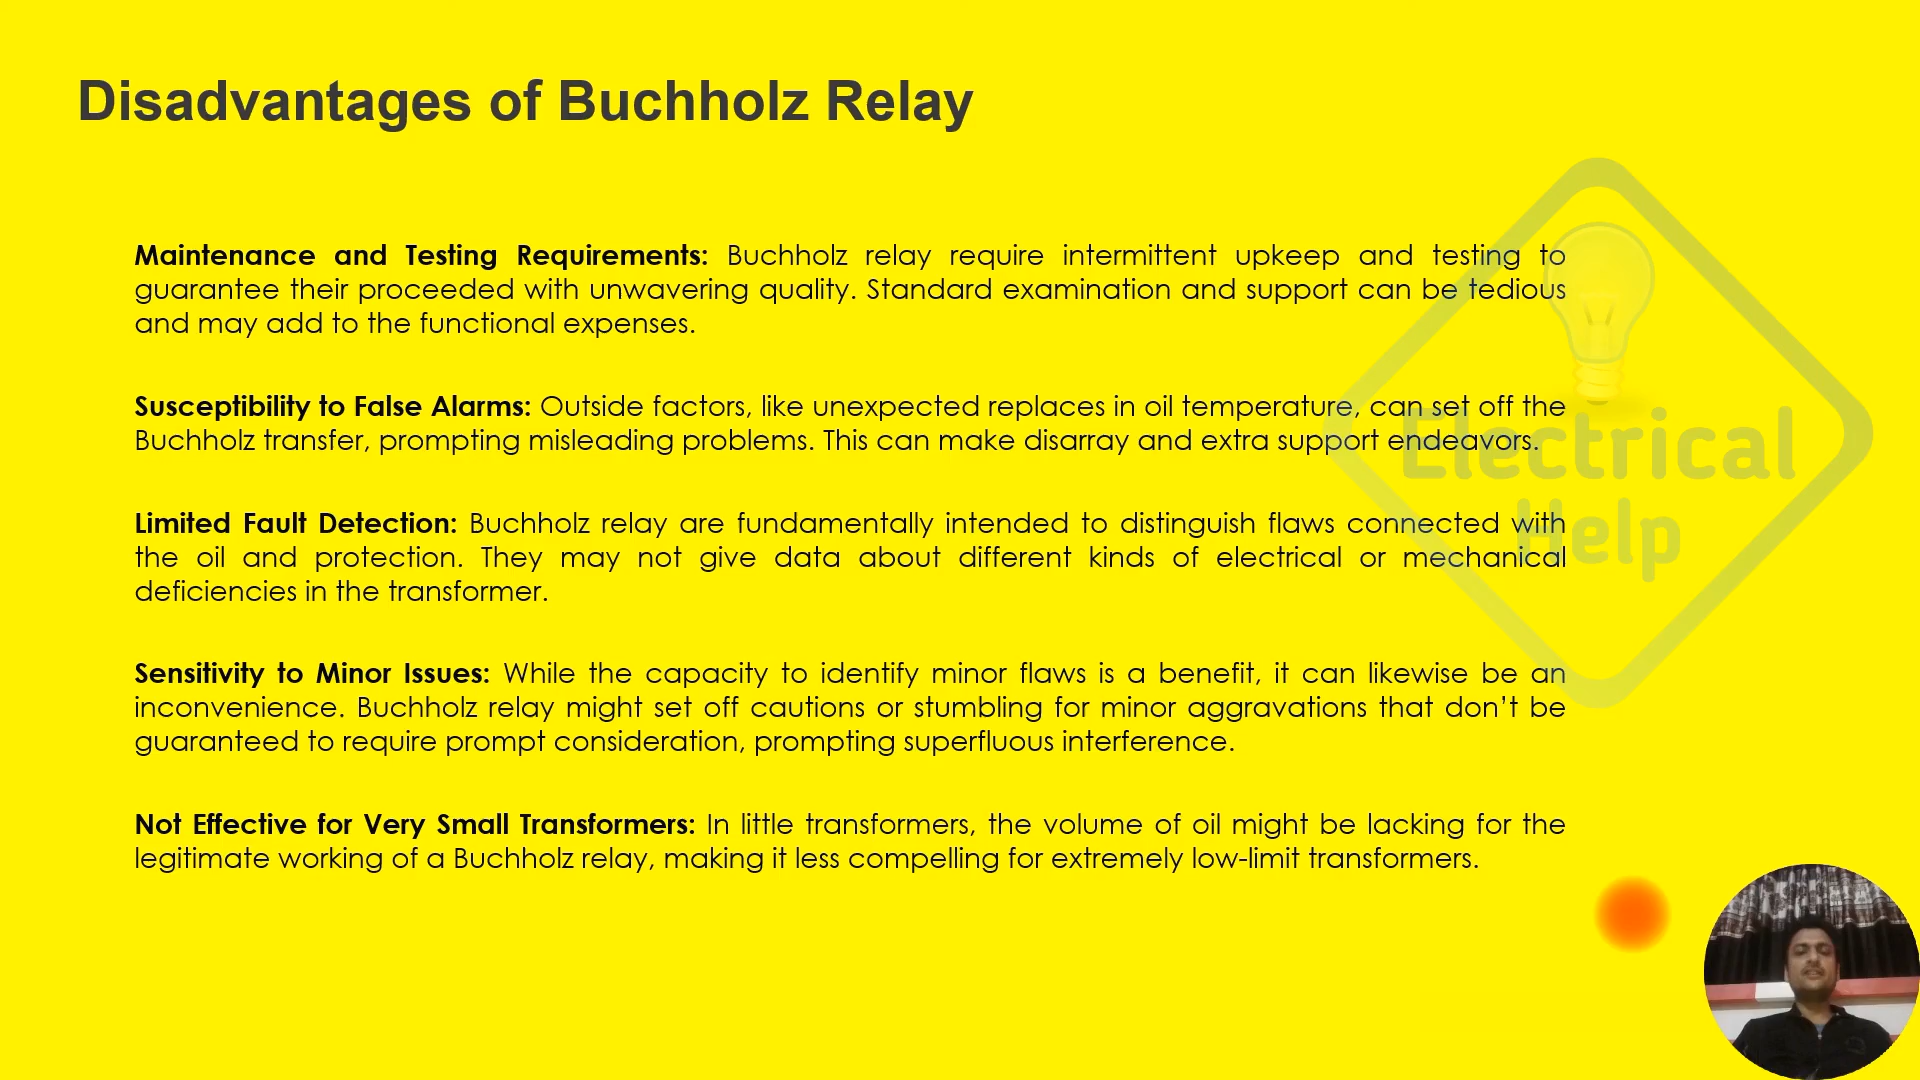 Disadvantages of Buchholz Relay
Maintenance and Testing Requirements: Buchholz relay require intermittent upkeep and testing to
guarantee their proceeded with unwavering quality. Standard examination and support can be tedious
and may add to the functional expenses.
Susceptibility to False Alarms: Outside factors, like unexpected replaces in oil temperature, can set off the
Buchholz transfer, prompting misleading problems. This can make disarray and extra support endeavors.
Limited Fault Detection: Buchholz relay are fundamentally intended to distinguish flaws connected with
the oil and protection. They may not give data about different kinds of electrical or mechanical
deficiencies in the transformer.
Sensitivity to Minor Issues: While the capacity to identify minor flaws is a benefit, it can likewise be an
inconvenience. Buchholz relay might set off cautions or stumbling for minor aggravations that don’t be
guaranteed to require prompt consideration, prompting superfluous interference.
Not Effective for Very Small Transformers: In little transformers, the volume of oil might be lacking for the
legitimate working of a Buchholz relay, making it less compelling for extremely low-limit transformers.
Electrical
Help